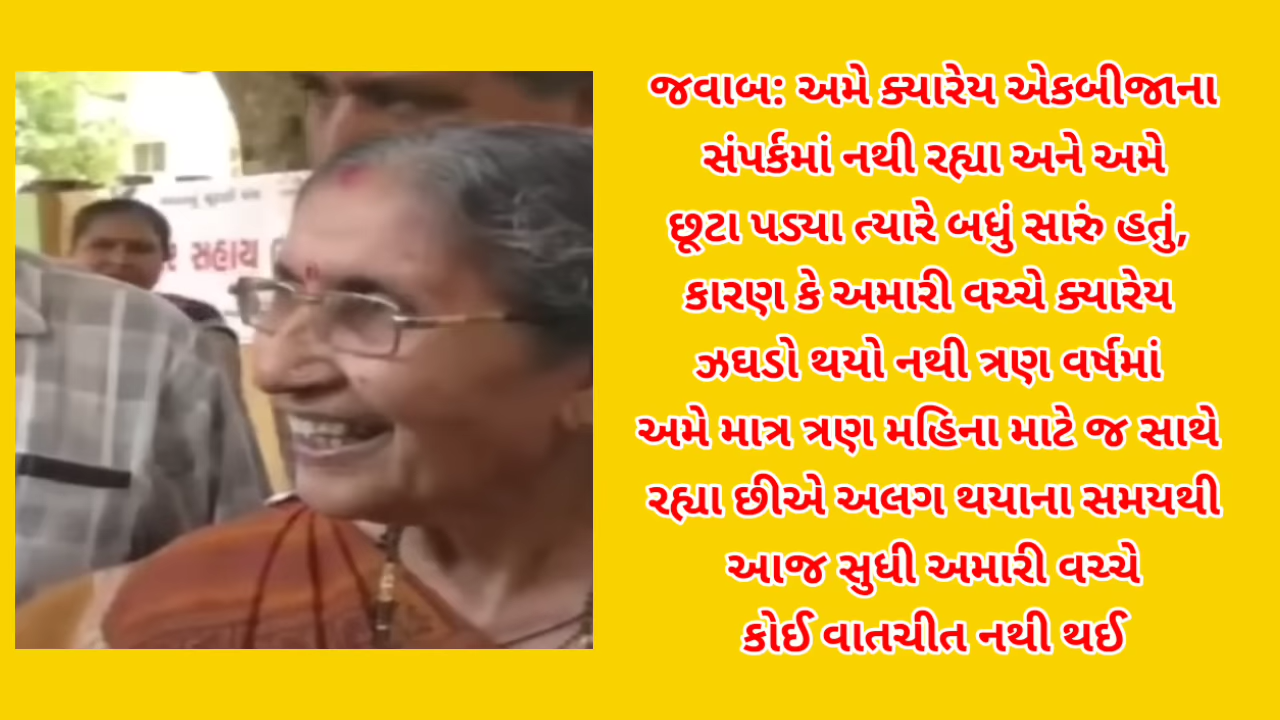 જવાબ: અમે ક્યારેય એકબીજાના
સંપર્કમાં નથી રહ્યા અને અમે
છૂટા પડ્યા ત્યારે બધું સારું હતું,
કારણ કે અમારી વચ્ચે ક્યારેય
ઝઘડો થયો નથી ત્રણ વર્ષમાં
અમે માત્ર ત્રણ મહિના માટે જ સાથે
રહ્યા છીએ અલગ થયાના સમયથી
આજ સુધી અમારી વચ્ચે
કોઈ વાતચીત નથી થઈ
સહાય